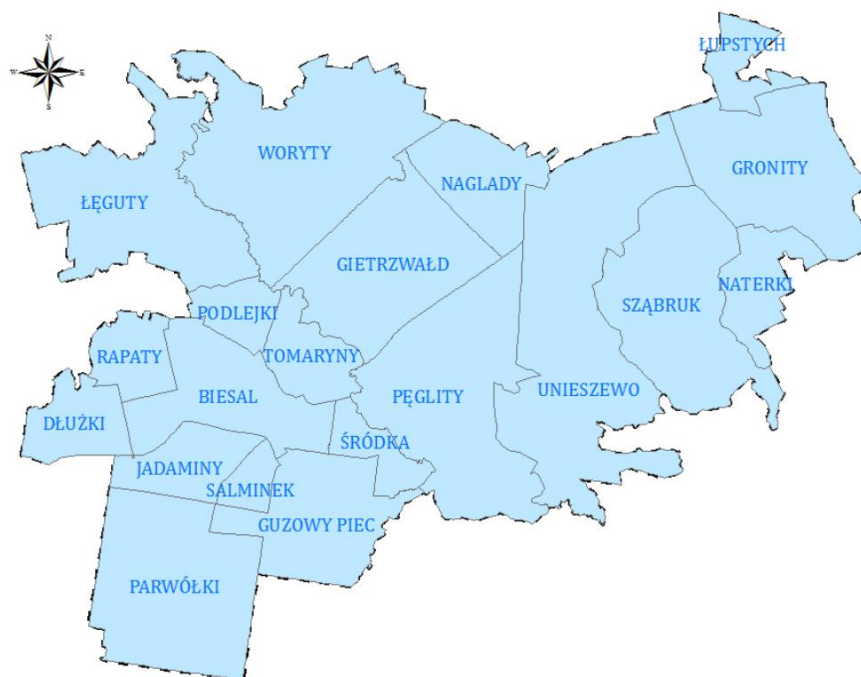 N
W E
S
ŁUPSTYCH
WORYTY
GRONITY
NAGLADY
ŁĘGUTY
GIETRZWAŁD
NATERKI
SZĄBRUK
PODLEJKI
RAPATY
TOMARYNY
UNIESZEWO
BIESAL
PĘGLITY
DŁUŻKI
ŚRÓDKA
JADAMINY
SALMINEK
GUZOWY PIEC
PARWÓŁKI